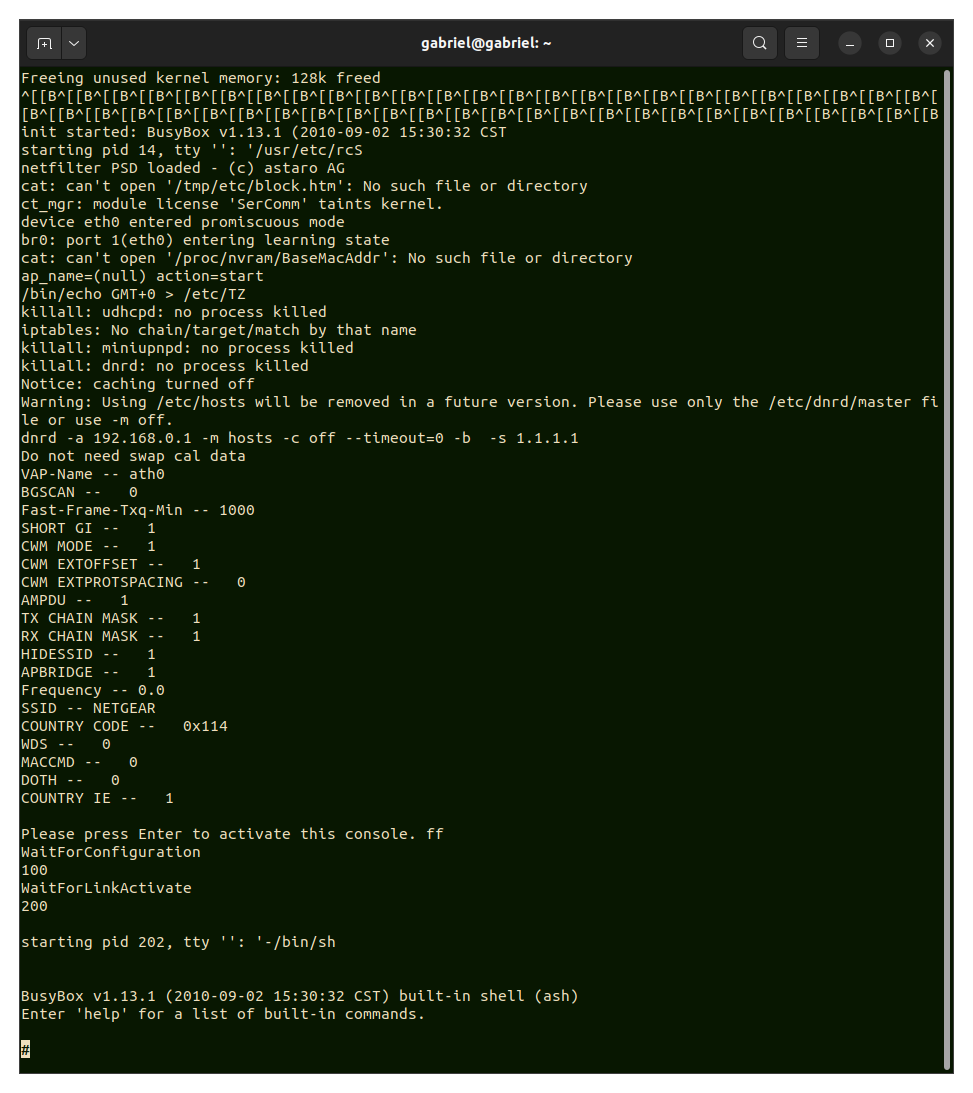 gabriel@gabriel: ~
Freeing unused kernel memory: 128k freed
^[[B^[[B^[[B^[[B^[[B^[[B^[[B^[[B^[[B^[[B^[[B^[[B^[[B^[[B^[[B^[[B^[[B^[[B^[[B^[[B^[[B^[[B^[[B^[[B^[[B^[
[B^[[B^[[B^[[B^[[B^[[B^[[B^[[B^[[B^[[B^[[B^[[B^[[B^[[B^[[B^[[B^[[B^[[B^[[B^[[B^[[B^[[B^[[B^[[B^[[B^[[B
init started: BusyBox v1.13.1 (2010-09-02 15:30:32 CST
starting pid 14, tty '': '/usr/etc/rcS
netfilter PSD loaded - (c) astaro AG
cat: can't open '/tmp/etc/block.htm': No such file or directory
ct_mgr: module license 'SerComm' taints kernel.
device eth0 entered promiscuous mode
br0: port 1(eth0) entering learning state
cat: can't open '/proc/nvram/BaseMacAddr': No such file or directory
ap_name=(null) action=start
/bin/echo GMT+0 > /etc/TZ
killall: udhcpd: no process killed
iptables: No chain/target/match by that name
killall: miniupnpd: no process killed
killall: dnrd: no process killed
Notice: caching turned off
Warning: Using /etc/hosts will be removed in a future version. Please use only the /etc/dnrd/master fi
le or use -m off.
dnrd -a 192.168.0.1 -m hosts -c off --timeout=0 -b  -s 1.1.1.1
Do not need swap cal data
VAP-Name -- ath0
BGSCAN --   0
Fast-Frame-Txq-Min -- 1000
SHORT GI --   1
CWM MODE --   1
CWM EXTOFFSET --   1
CWM EXTPROTSPACING --   0
AMPDU --   1
TX CHAIN MASK --   1
RX CHAIN MASK --   1
HIDESSID --   1
APBRIDGE --   1
Frequency -- 0.0
SSID -- NETGEAR
COUNTRY CODE --   0x114
WDS --   0
MACCMD --   0
DOTH --   0
COUNTRY IE --   1
Please press Enter to activate this console. ff
WaitForConfiguration
100
WaitForLinkActivate
200
starting pid 202, tty '': '-/bin/sh
BusyBox v1.13.1 (2010-09-02 15:30:32 CST) built-in shell (ash)
Enter 'help' for a list of built-in commands.
#